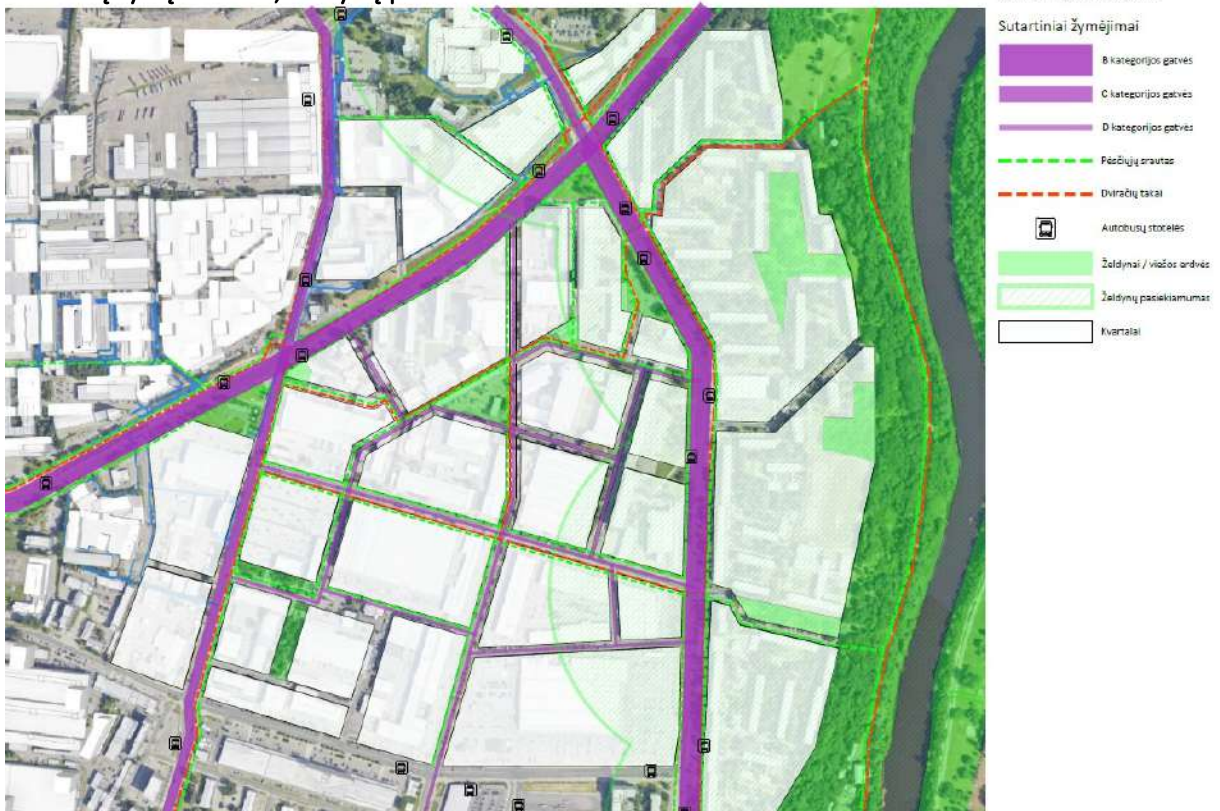 Sutartiniai žymėjimai
B kategorijos gatvės
C kategorijos gatvės
D kategorijos gatvės
Pėsčiųjų srautas
Dviračių takai
Autobusų stotelės
Želdynai / viešos erdvės
Želdynų pasiekiamumas
Kvartalai